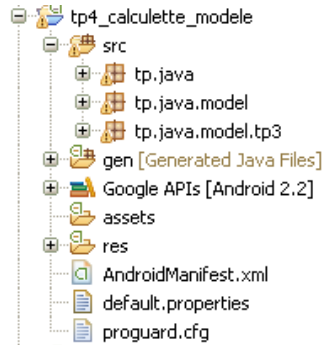 tp4_calculette_modele
src
tp.java
tp.java.model
tp.java.model.tp3
gen [Generated Java Files]
Google APIs [Android 2.2]
assets
res
AndroidManifest.xml
default.properties
proguard.cfg